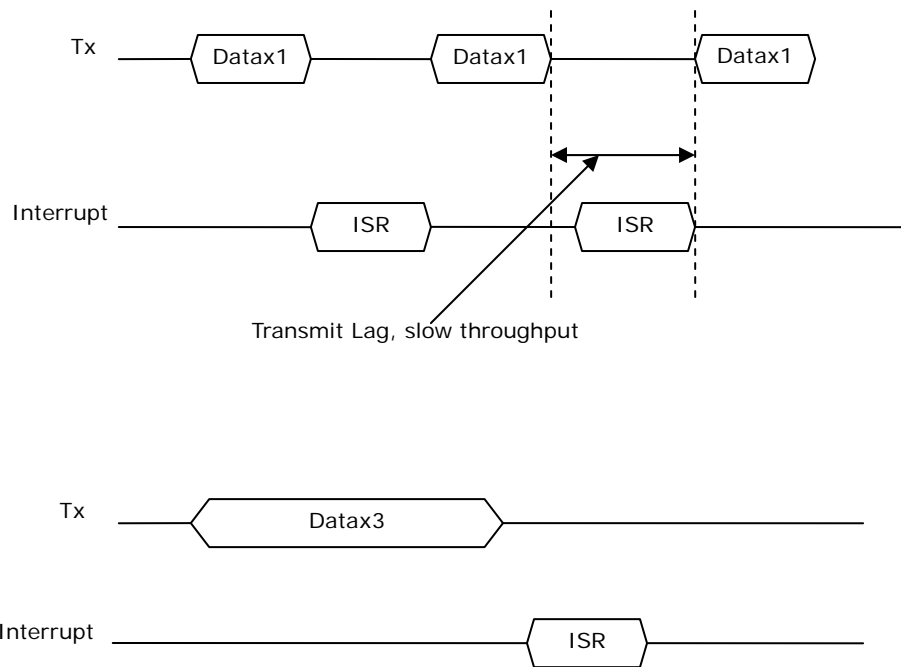 Tx
Datax1
Datax1
Datax1
Interrupt
ISR
ISR
Transmit Lag, slow throughput
Tx
Datax3
Interrupt
ISR